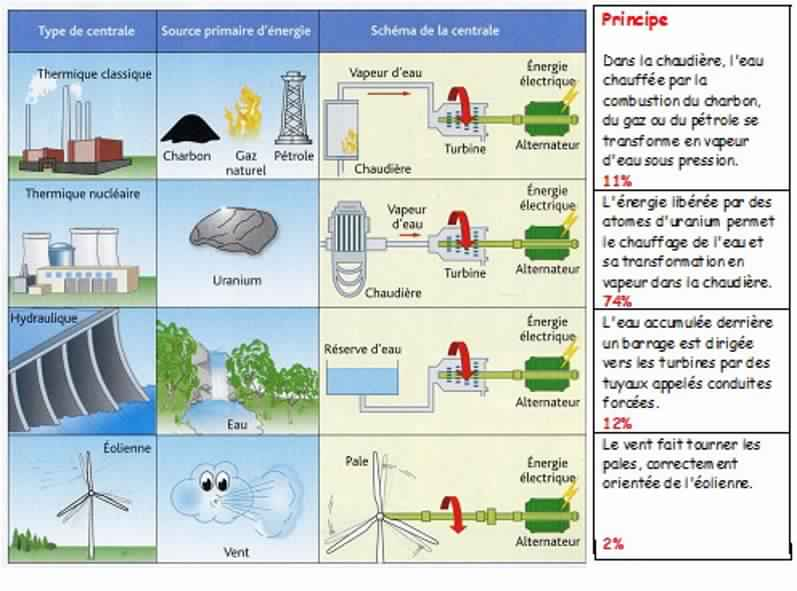 Type de centrale
Source primaire d'énergie
Schéma de la centrale
Principe
Thermique classique
Charbon
Gaz
naturel
Pétrole
Vapeur d'eau
Chaudière
Turbine
Énergie
électrique
Alternateur
Dans la chaudière, l'eau
chauffée par la
combustion du charbon,
du gaz ou du pétrole se
transforme en vapeur
d'eau sous pression.
11%
Thermique nucléaire
Uranium
Vapeur
d'eau
Chaudière
Turbine
Énergie
électrique
Alternateur
L'énergie libérée par des
atomes d'uranium permet
le chauffage de l'eau et
sa transformation en
vapeur dans la chaudière.
74%
Hydraulique
Eau
Réserve d'eau
Turbine
Énergie
électrique
Alternateur
L'eau accumulée derrière
un barrage est dirigée
vers les turbines par des
tuyaux appelés conduites
forcées.
12%
Éolienne
Vent
Pale
Énergie
électrique
Alternateur
Le vent fait tourner les
pales, correctement
orientée de l'éolienne.
2%